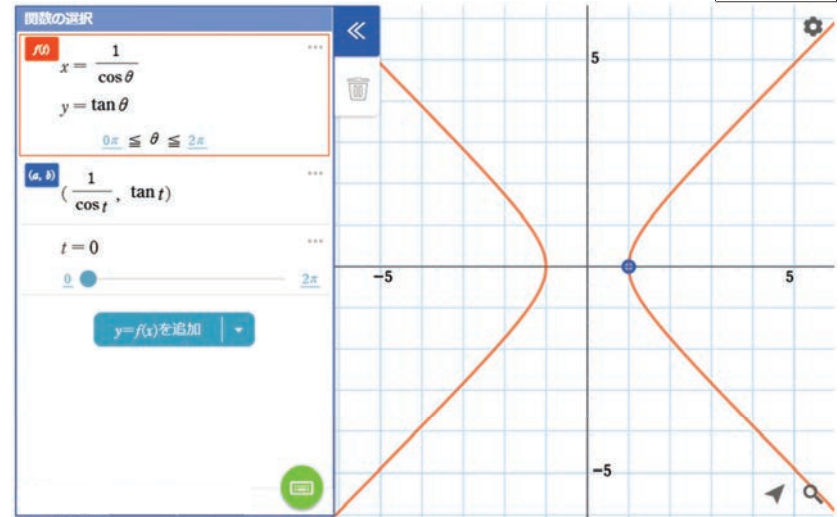 関数の選択
f(t)
x = 1/cosθ
y = tanθ
0π ≦ θ ≦ 2π
(a, b)
(1/cos t, tan t)
t = 0
0
2π
y=f(x)を追加
5
-5
5
-5